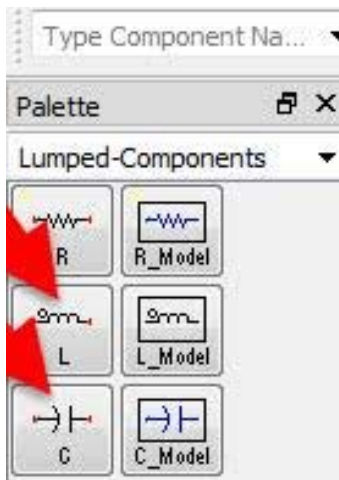 Type Component Na...
Palette
Lumped-Components
R R_Model
L L_Model
C C_Model